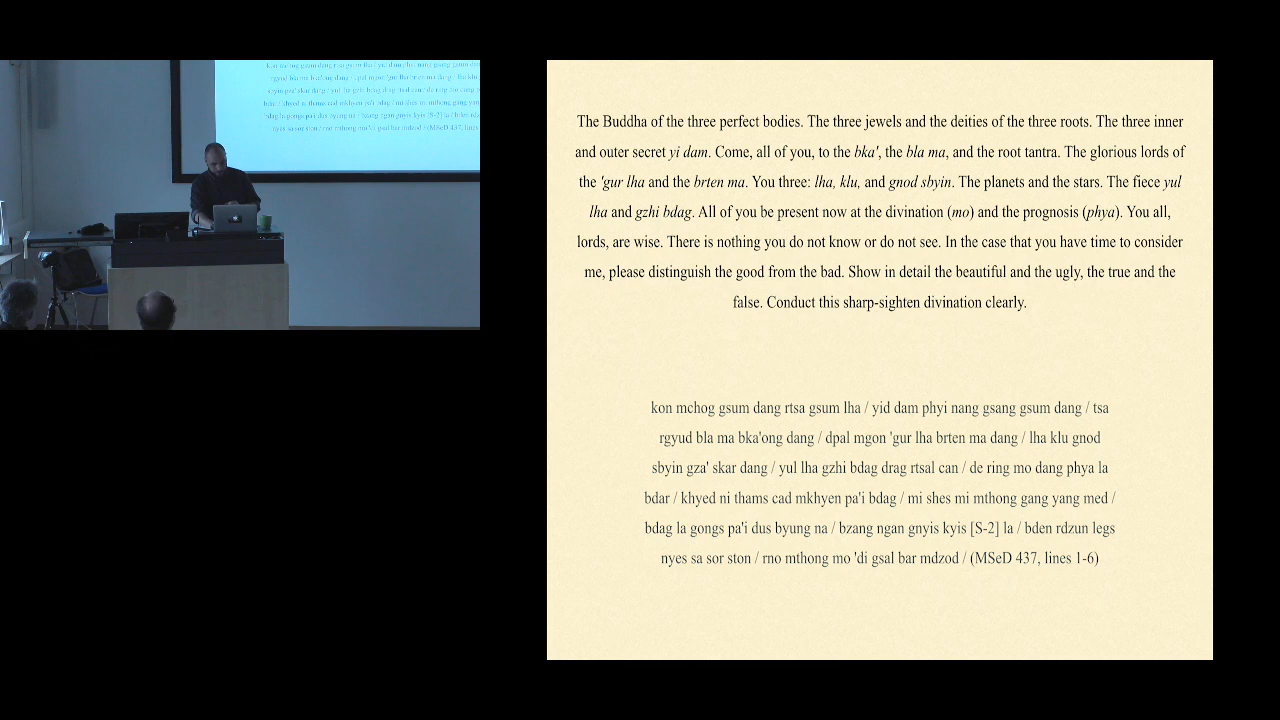 The Buddha of the three perfect bodies. The three jewels and the deities of the three roots. The three inner
and outer secret yi dam. Come, all of you, to the bka', the bla ma, and the root tantra. The glorious lords of
the 'gur lha and the brten ma. You three: lha, klu, and gnod sbyin. The planets and the stars. The fiece yul
lha and gzhi bdag. All of you be present now at the divination (mo) and the prognosis (phya). You all,
lords, are wise. There is nothing you do not know or do not see. In the case that you have time to consider
me, please distinguish the good from the bad. Show in detail the beautiful and the ugly, the true and the
false. Conduct this sharp-sighten divination clearly.
kon mchog gsum dang rtsa gsum lha / yid dam phyi nang gsang gsum dang / tsa
rgyud bla ma bka'ong dang / dpal mgon 'gur lha brten ma dang / lha klu gnod
sbyin gza' skar dang / yul lha gzhi bdag drag rtsal can / de ring mo dang phya la
bdar / khyed ni thams cad mkhyen pa'i bdag / mi shes mi mthong gang yang med /
bdag la gongs pa'i dus byung na / bzang ngan gnyis kyis [S-2] la / bden rdzun legs
nyes sa sor ston / rno mthong mo 'di gsal bar mdzod / (MSeD 437, lines 1-6)